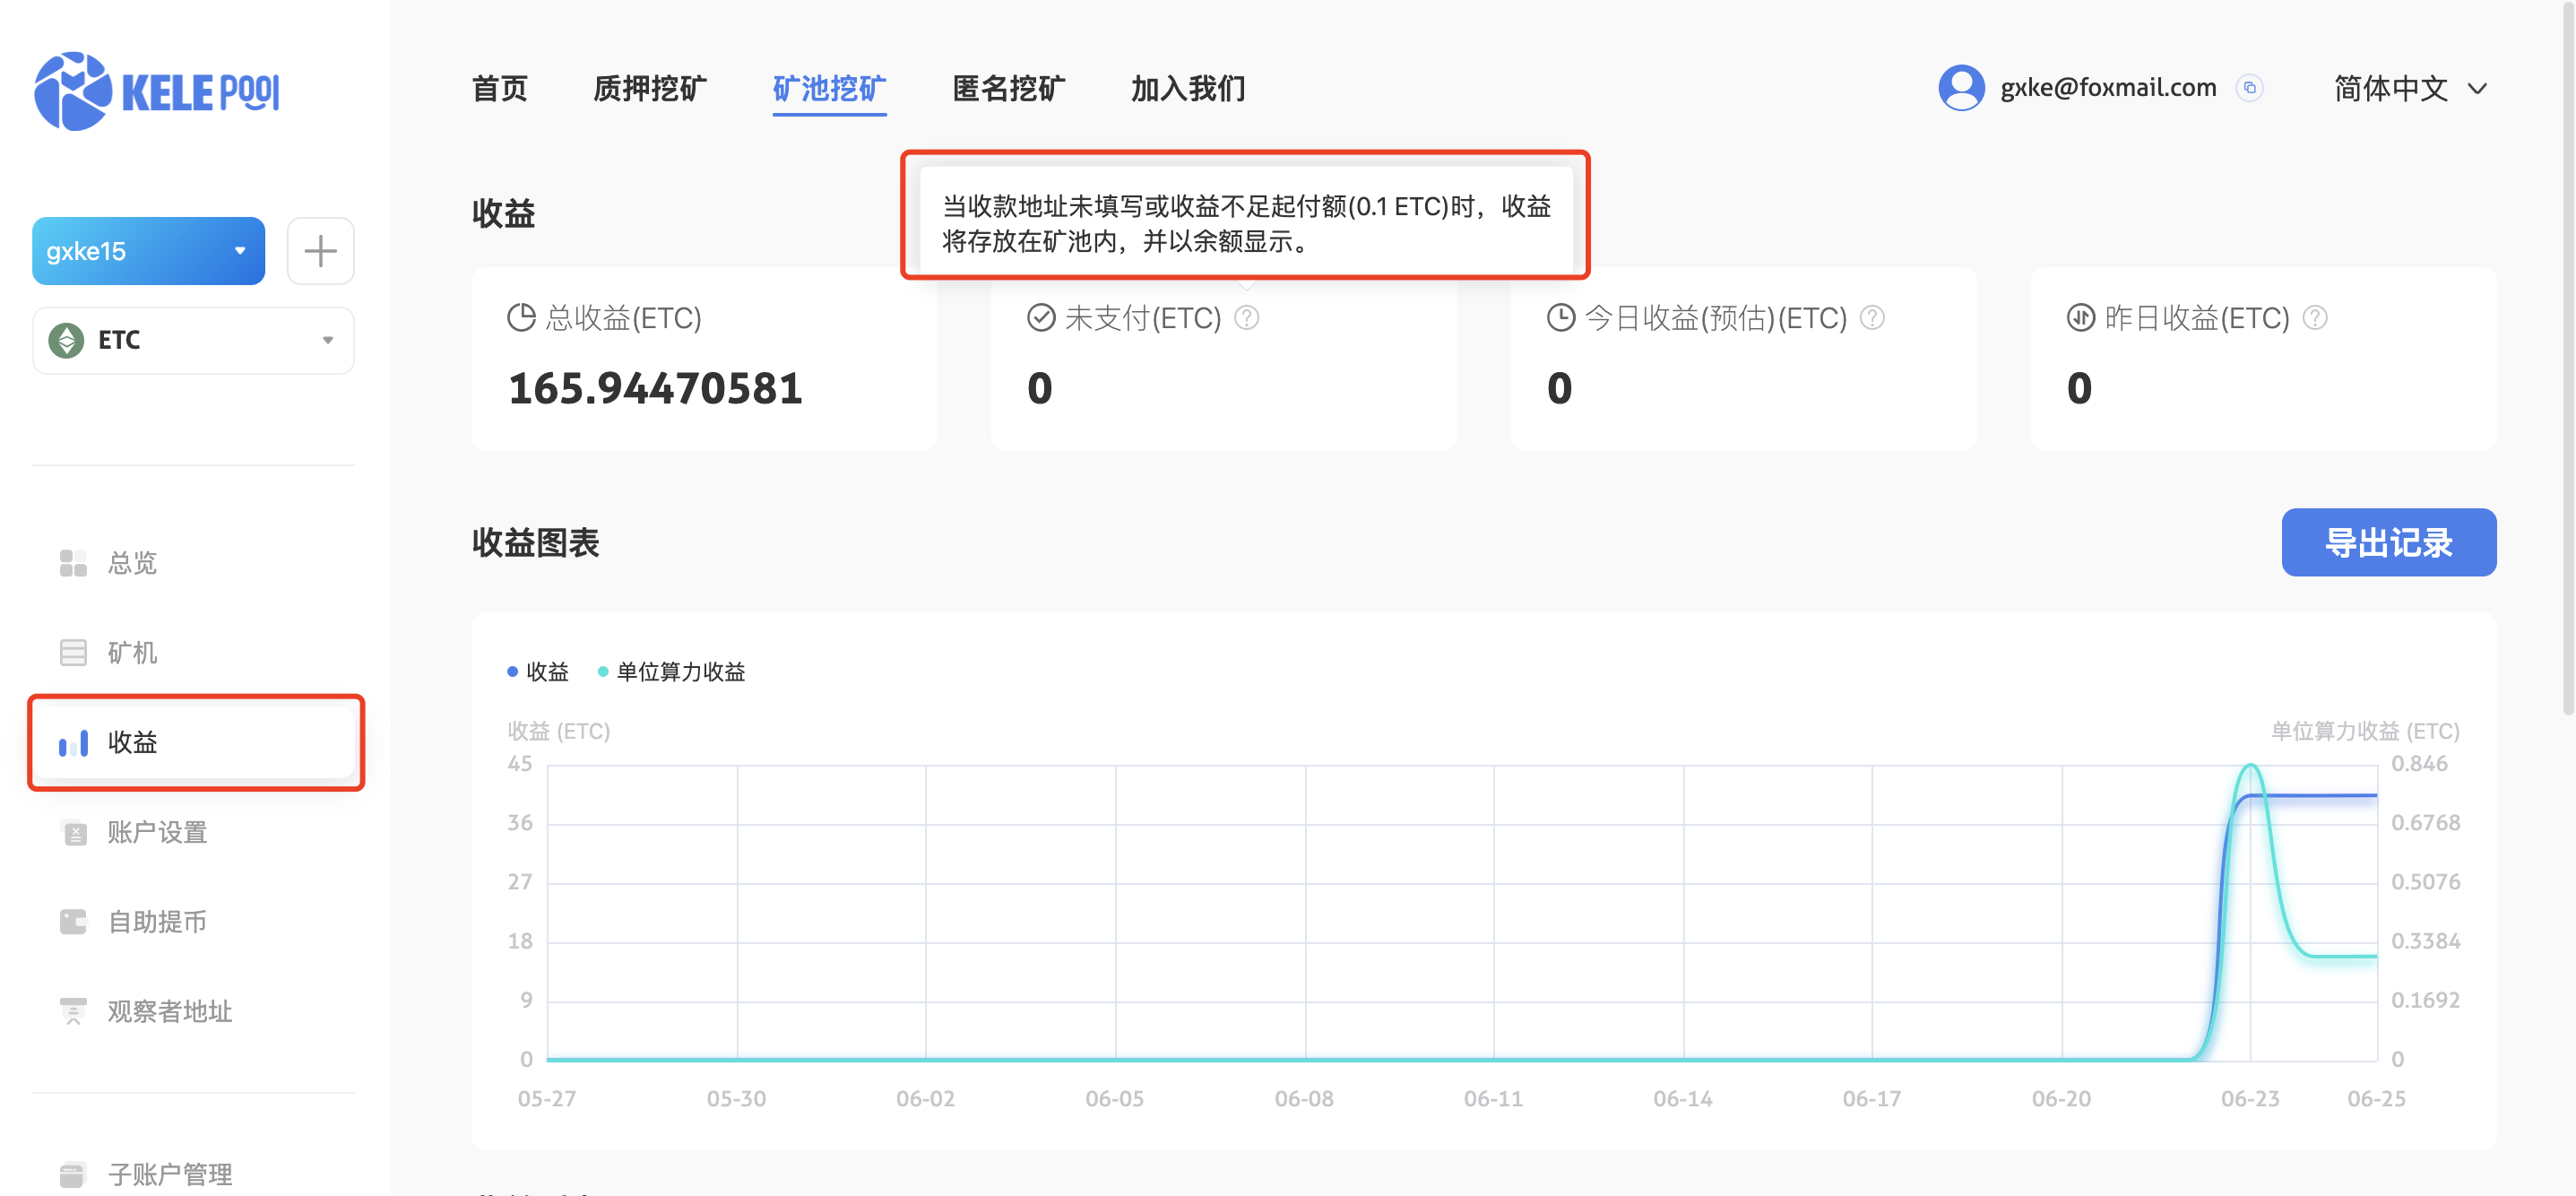 KELE POOL
首页
质押挖矿
矿池挖矿
匿名挖矿
加入我们
gxke@foxmail.com
简体中文
gxke15
ETC
总览
矿机
收益
账户设置
自助提币
观察者地址
子账户管理
收益
当收款地址未填写或收益不足起付额(0.1 ETC)时，收益
将存放在矿池内，并以余额显示。
总收益(ETC)
165.94470581
未支付(ETC)
0
今日收益(预估)(ETC)
0
昨日收益(ETC)
0
收益图表
导出记录
收益
单位算力收益
收益 (ETC)
单位算力收益 (ETC)
45
36
27
18
9
0
0.846
0.6768
0.5076
0.3384
0.1692
0
05-27
05-30
06-02
06-05
06-08
06-11
06-14
06-17
06-20
06-23
06-25